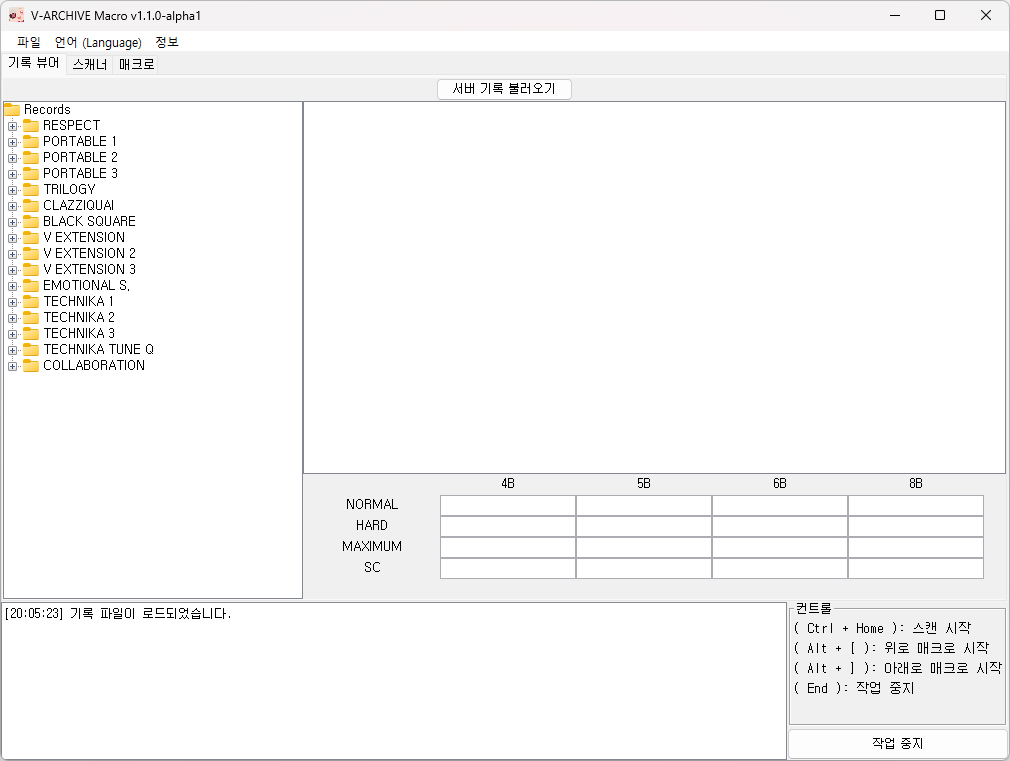 V-ARCHIVE Macro v1.1.0-alpha1
파일 언어 (Language) 정보
기록 뷰어 스캐너 매크로
서버 기록 불러오기
Records
RESPECT
PORTABLE 1
PORTABLE 2
PORTABLE 3
TRILOGY
CLAZZIQUAI
BLACK SQUARE
V EXTENSION
V EXTENSION 2
V EXTENSION 3
EMOTIONAL S.
TECHNIKA 1
TECHNIKA 2
TECHNIKA 3
TECHNIKA TUNE Q
COLLABORATION
4B 5B 6B 8B
NORMAL
HARD
MAXIMUM
SC
[20:05:23] 기록 파일이 로드되었습니다.
컨트롤
( Ctrl + Home ): 스캔 시작
( Alt + [ ): 위로 매크로 시작
( Alt + ] ): 아래로 매크로 시작
( End ): 작업 중지
작업 중지